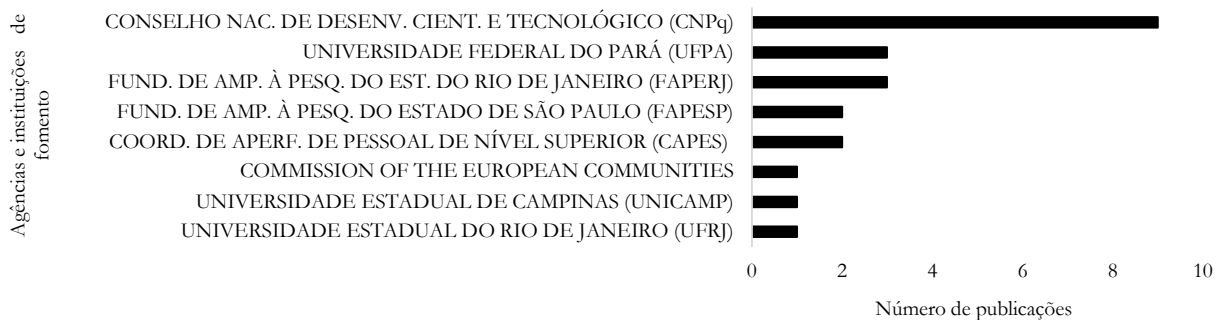 Agências e instituições de
fomento
CONSELHO NAC. DE DESENV. CIENT. E TECNOLÓGICO (CNPq)
UNIVERSIDADE FEDERAL DO PARÁ (UFPA)
FUND. DE AMP. À PESQ. DO EST. DO RIO DE JANEIRO (FAPERJ)
FUND. DE AMP. À PESQ. DO ESTADO DE SÃO PAULO (FAPESP)
COORD. DE APERF. DE PESSOAL DE NÍVEL SUPERIOR (CAPES)
COMMISSION OF THE EUROPEAN COMMUNITIES
UNIVERSIDADE ESTADUAL DE CAMPINAS (UNICAMP)
UNIVERSIDADE ESTADUAL DO RIO DE JANEIRO (UFRJ)
0 2 4 6 8 10
Número de publicações